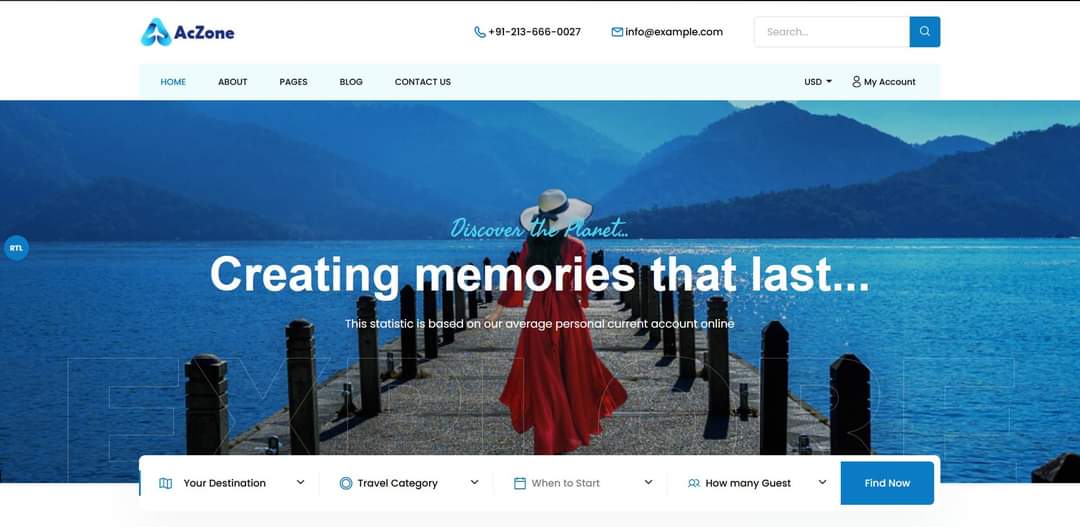 AcZone
+91-213-666-0027
info@example.com
Search...
HOME ABOUT PAGES BLOG CONTACT US
USD My Account
Discover the Planet...
RTL
Creating memories that last...
This statistic is based on our average personal current account online
EXPLORE
Your Destination
Travel Category
When to Start
How many Guest
Find Now